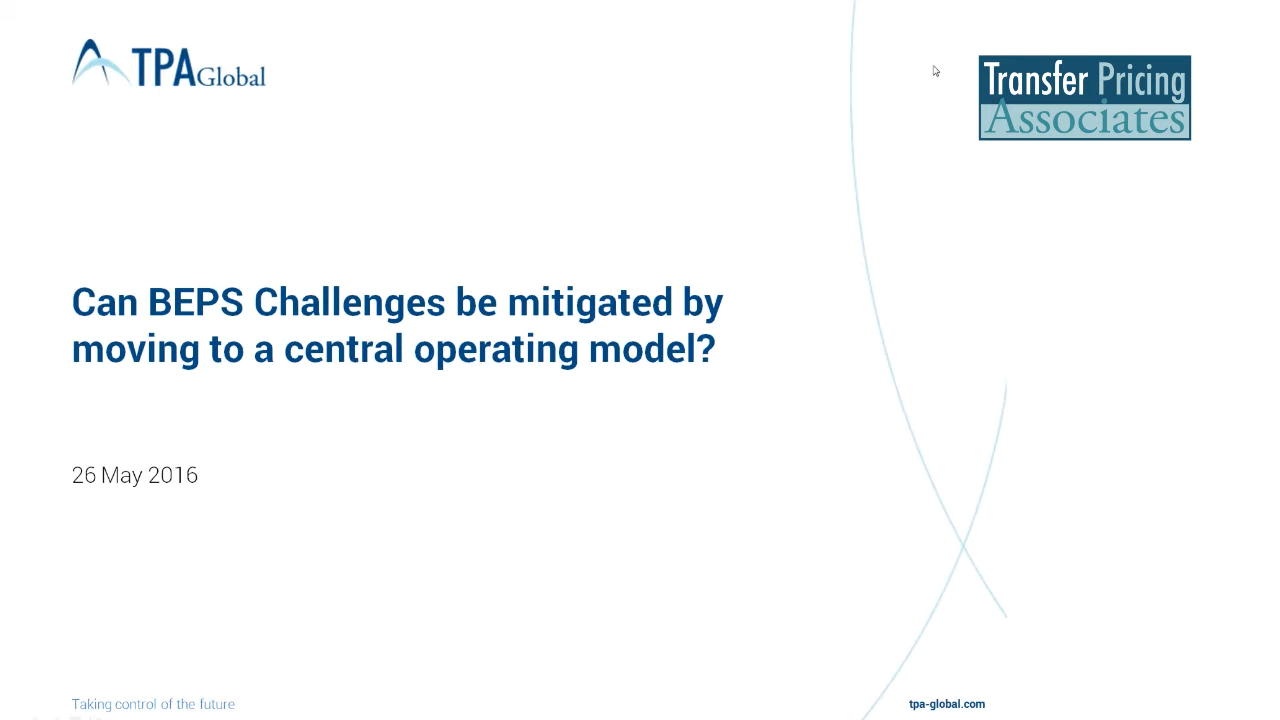 TPA Global
Transfer Pricing
Associates
Can BEPS Challenges be mitigated by
moving to a central operating model?
26 May 2016
Taking control of the future
tpa-global.com